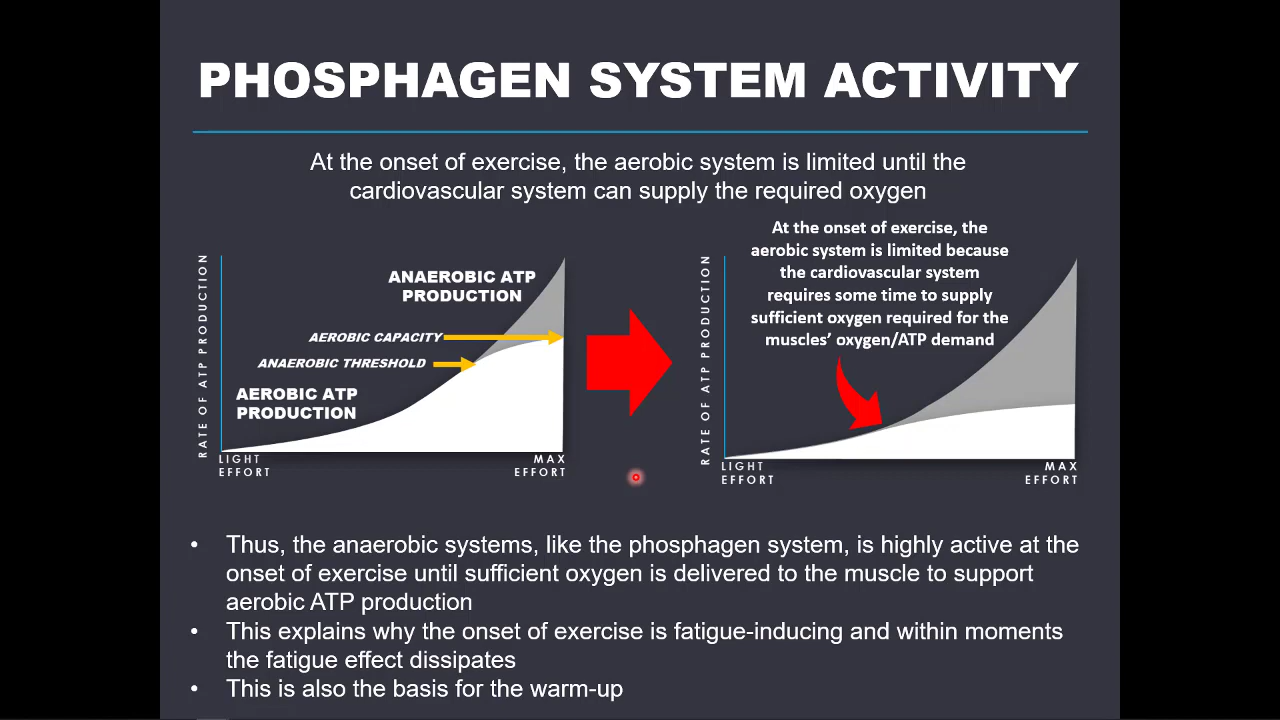 PHOSPHAGEN SYSTEM ACTIVITY
At the onset of exercise, the aerobic system is limited until the
cardiovascular system can supply the required oxygen
RATE OF ATP PRODUCTION
ANAEROBIC ATP
PRODUCTION
AEROBIC CAPACITY
ANAEROBIC THRESHOLD
AEROBIC ATP
PRODUCTION
LIGHT
EFFORT
MAX
EFFORT
At the onset of exercise, the
aerobic system is limited because
the cardiovascular system
requires some time to supply
sufficient oxygen required for the
muscles' oxygen/ATP demand
RATE OF ATP PRODUCTION
LIGHT
EFFORT
MAX
EFFORT
• Thus, the anaerobic systems, like the phosphagen system, is highly active at the
onset of exercise until sufficient oxygen is delivered to the muscle to support
aerobic ATP production
• This explains why the onset of exercise is fatigue-inducing and within moments
the fatigue effect dissipates
• This is also the basis for the warm-up